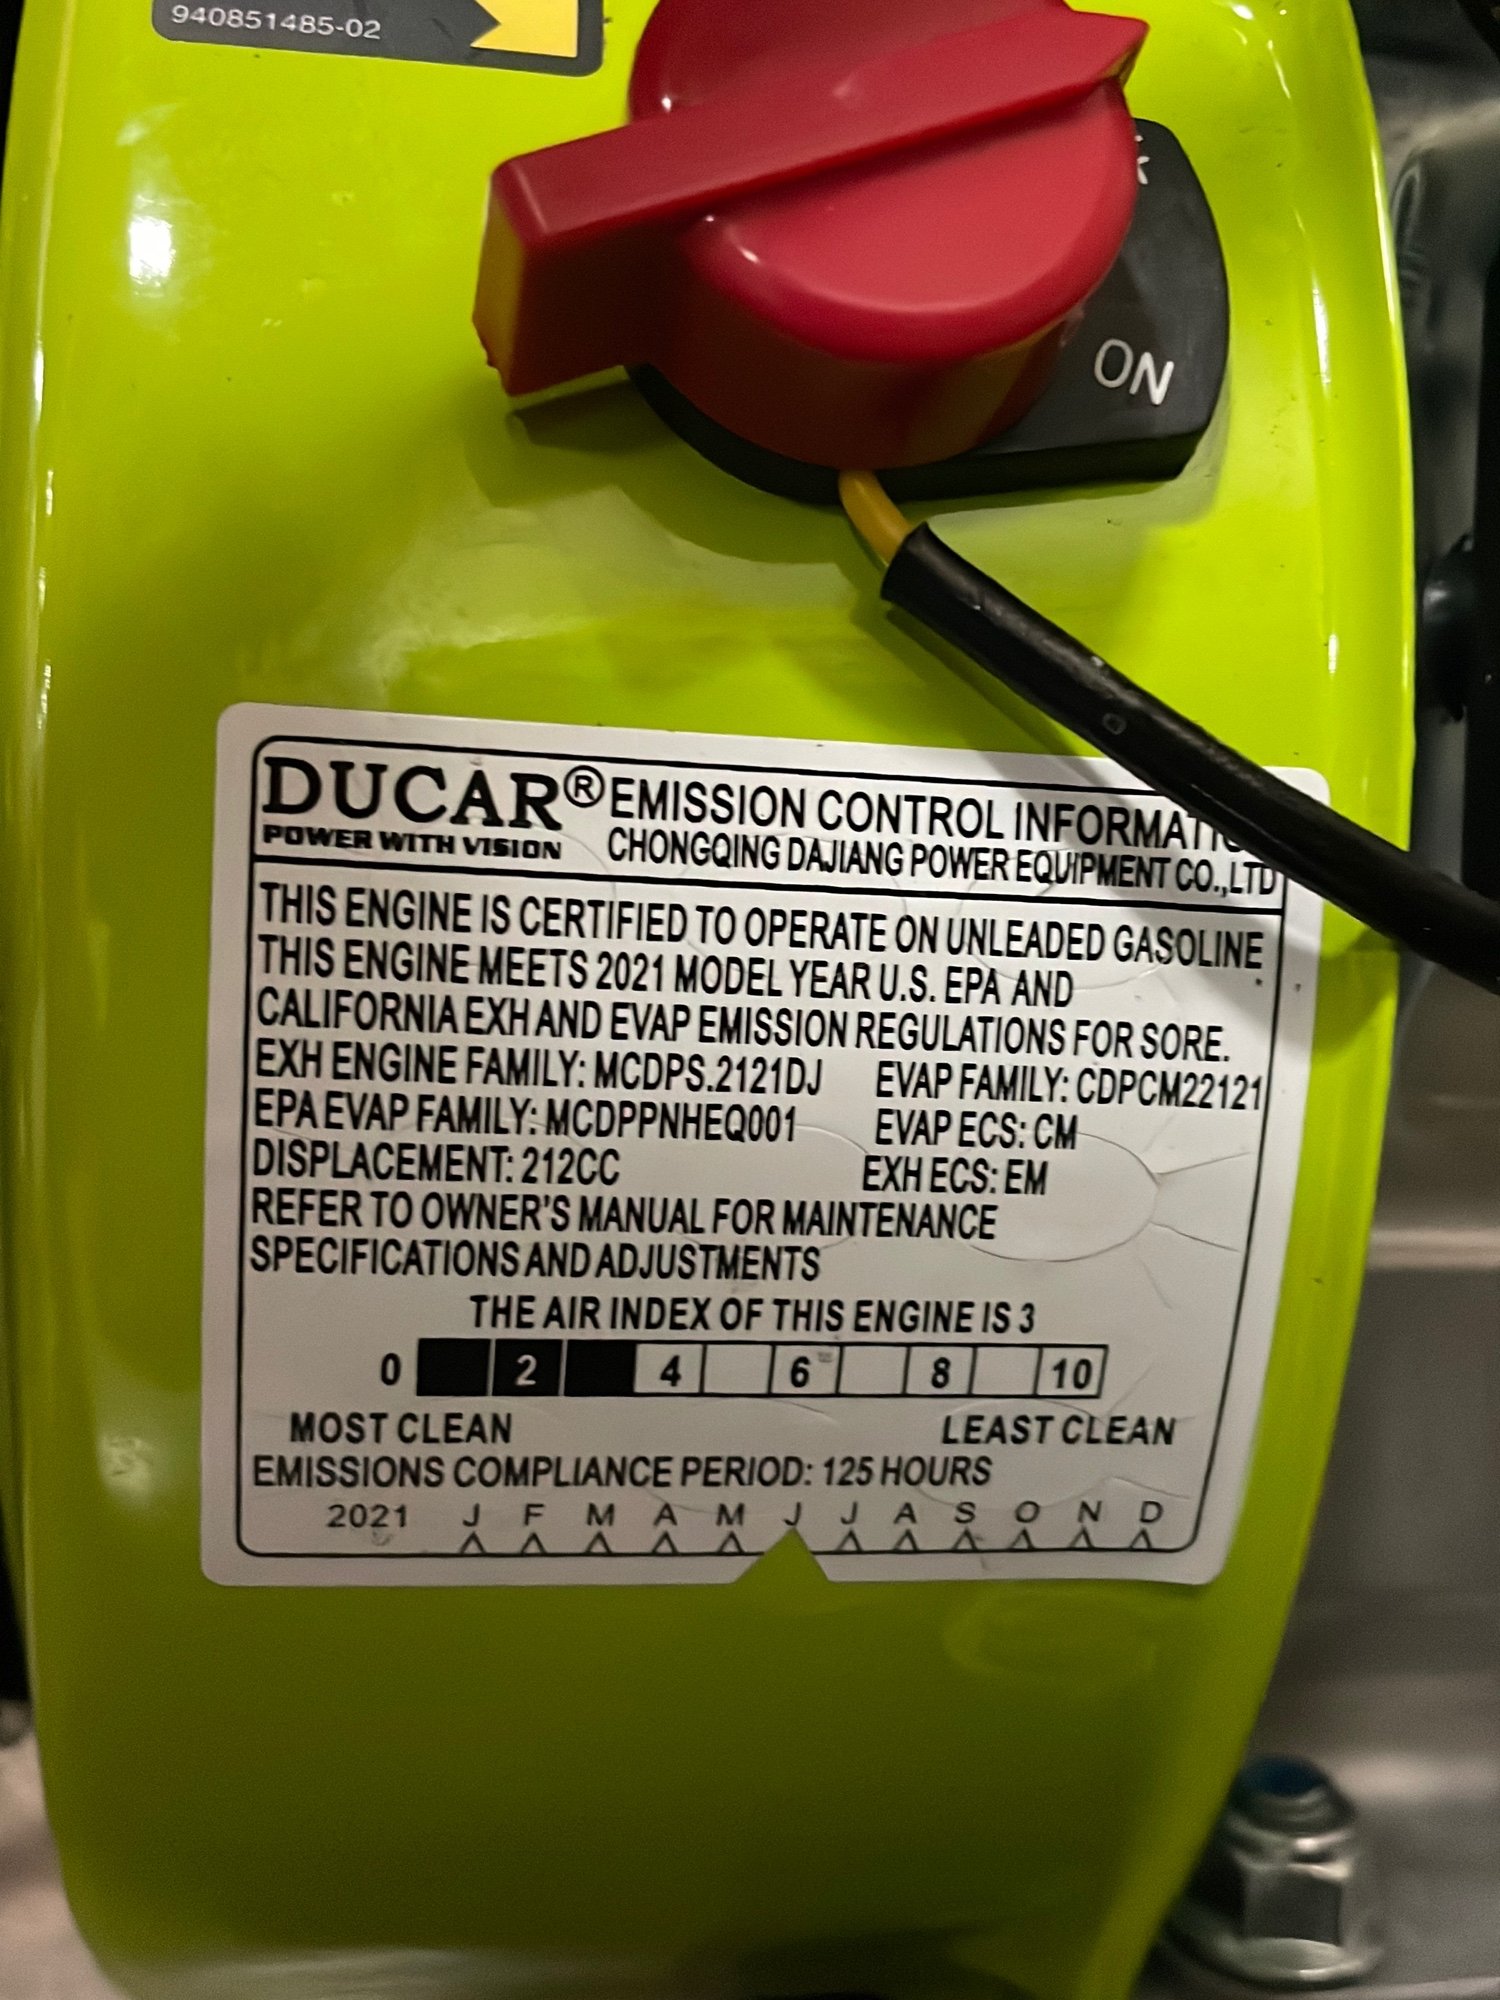 940851485-02
ON
DUCAR® EMISSION CONTROL
POWER WITH VISION CHONGQING DAJIANG POWER EQUIPMENT CO.,LTD
THIS ENGINE IS CERTIFIED TO OPERATE ON UNLEADED GASOLINE
THIS ENGINE MEETS 2021 MODEL YEAR U.S. EPA AND
CALIFORNIA EXH AND EVAP EMISSION REGULATIONS FOR SORE.
EXH ENGINE FAMILY: MCDPS.2121DJ EVAP FAMILY: CDPCM22121
EPA EVAP FAMILY: MCDPPNHEQ001 EVAP ECS: CM
DISPLACEMENT: 212CC EXH ECS: EM
REFER TO OWNER'S MANUAL FOR MAINTENANCE
SPECIFICATIONS AND ADJUSTMENTS
THE AIR INDEX OF THIS ENGINE IS 3
0 2 4 6 8 10
MOST CLEAN LEAST CLEAN
EMISSIONS COMPLIANCE PERIOD: 125 HOURS
2021 J F M A M J J A S O N D